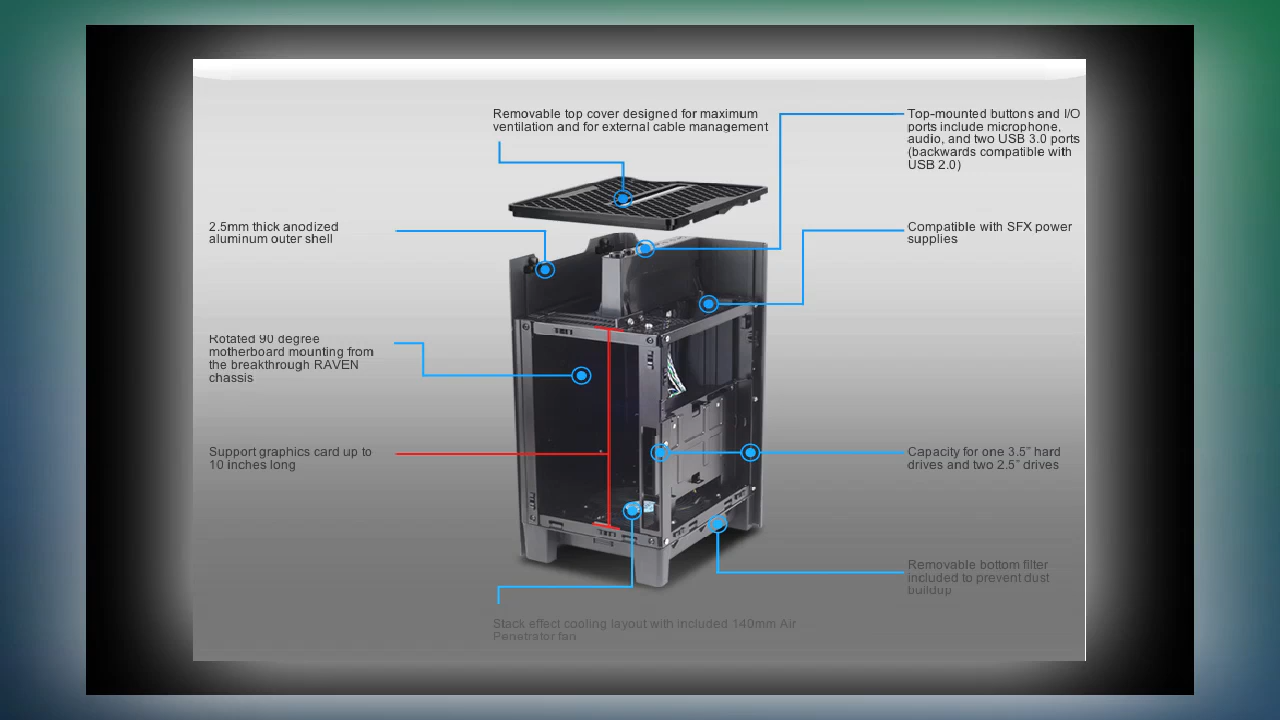 Removable top cover designed for maximum
ventilation and for external cable management
Top-mounted buttons and I/O
ports include microphone,
audio, and two USB 3.0 ports
(backwards compatible with
USB 2.0)
2.5mm thick anodized
aluminum outer shell
Compatible with SFX power
supplies
Rotated 90 degree
motherboard mounting from
the breakthrough RAVEN
chassis
Support graphics card up to
10 inches long
Capacity for one 3.5” hard
drives and two 2.5” drives
Removable bottom filter
included to prevent dust
buildup
Stack effect cooling layout with included 140mm Air
Penetrator fan